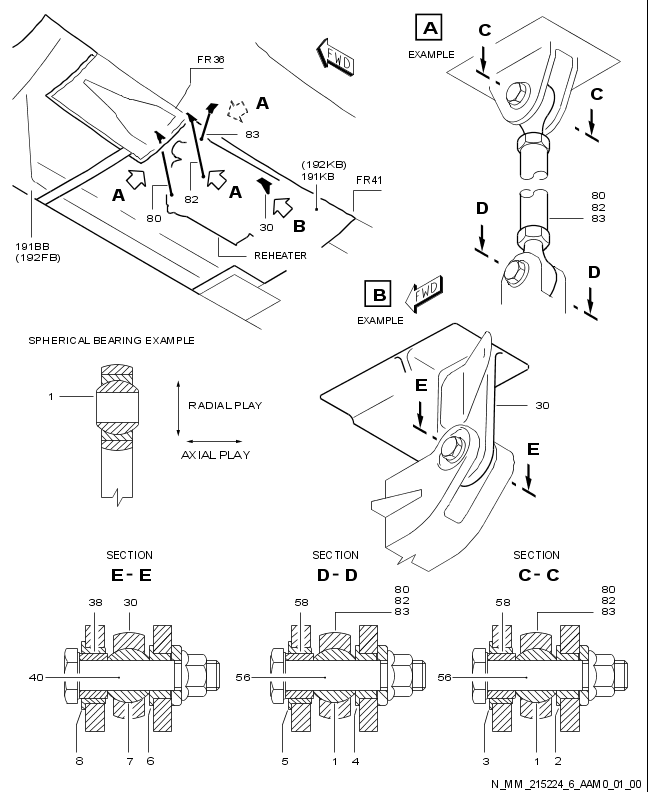 FR36
FWD
A
83
(192KB)
191KB
FR41
A
A
80
82
30
B
191BB
(192FB)
REHEATER
A
EXAMPLE
C
C
D
80
82
83
D
B
FWD
EXAMPLE
E
30
E
SPHERICAL BEARING EXAMPLE
1
RADIAL PLAY
AXIAL PLAY
SECTION
E-E
38
30
40
8
7
6
SECTION
D-D
58
80
82
83
56
5
1
4
SECTION
C-C
58
80
82
83
56
3
1
2
N_MM_215224_6_AAM0_01_00